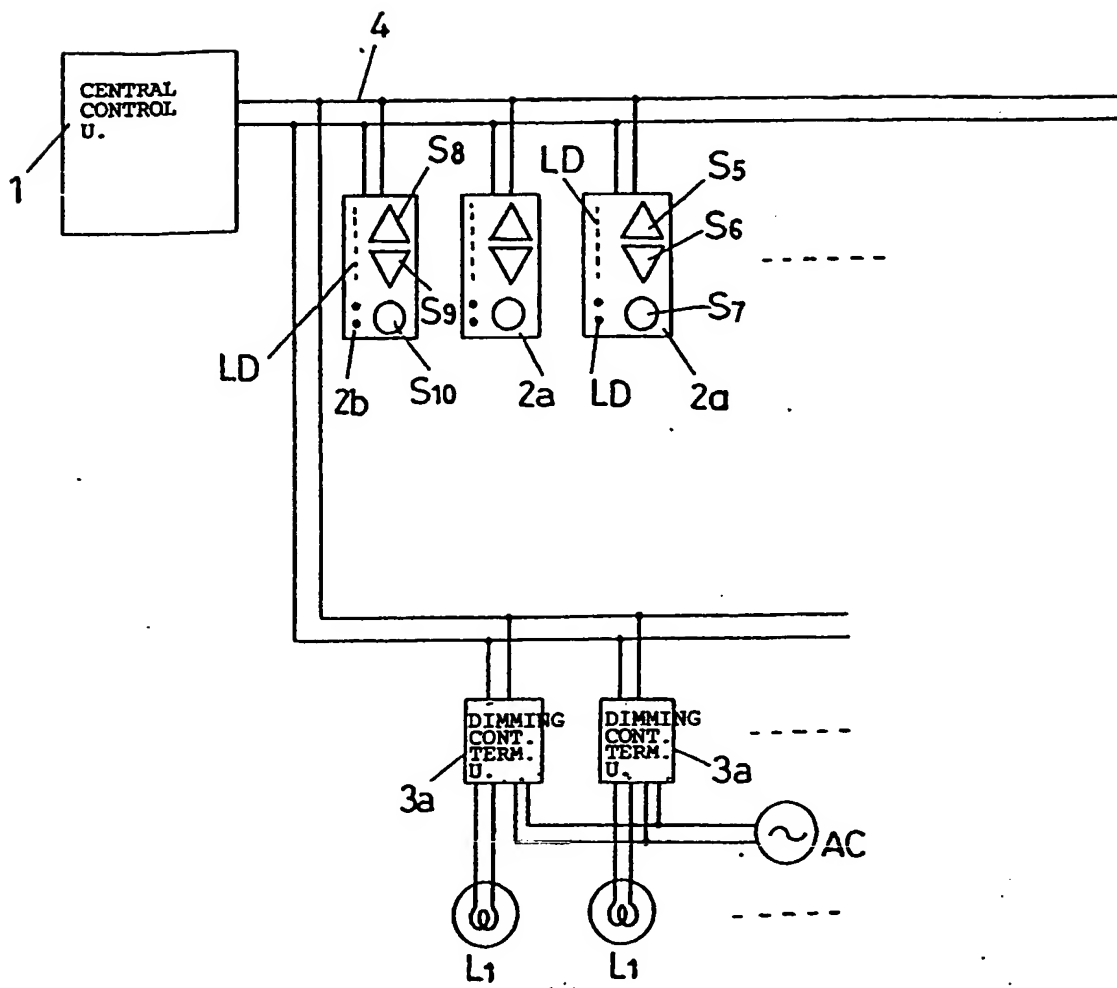 4
CENTRAL
CONTROL
U.
1
S8
LD
S5
S6
S9
S7
LD
2b
S10
2a
LD
2a
DIMMING
CONT.
TERM.
U.
3a
DIMMING
CONT.
TERM.
U.
3a
AC
L1
L1